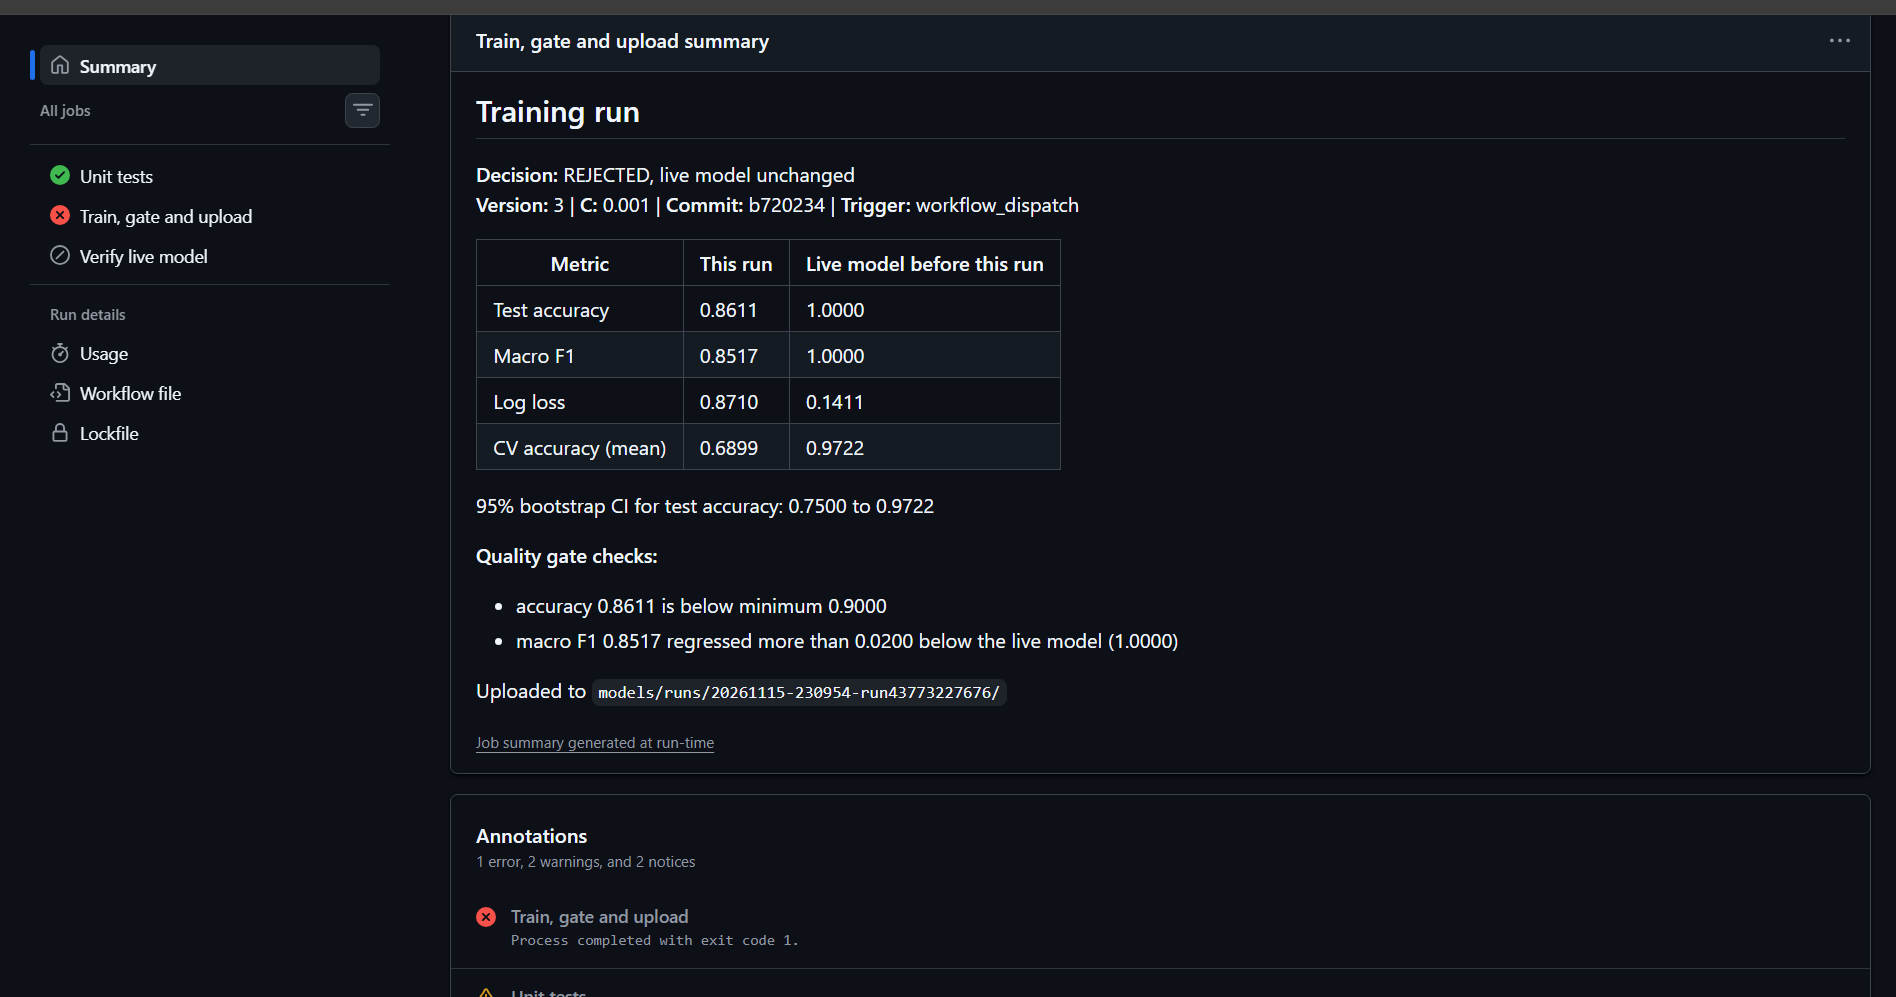 Summary
All jobs
Unit tests
Train, gate and upload
Verify live model
Run details
Usage
Workflow file
Lockfile
Train, gate and upload summary
Training run
Decision: REJECTED, live model unchanged
Version: 3 | C: 0.001 | Commit: b720234 | Trigger: workflow_dispatch
Metric This run Live model before this run
Test accuracy 0.8611 1.0000
Macro F1 0.8517 1.0000
Log loss 0.8710 0.1411
CV accuracy (mean) 0.6899 0.9722
95% bootstrap CI for test accuracy: 0.7500 to 0.9722
Quality gate checks:
• accuracy 0.8611 is below minimum 0.9000
• macro F1 0.8517 regressed more than 0.0200 below the live model (1.0000)
Uploaded to models/runs/20261115-230954-run43773227676/
Job summary generated at run-time
Annotations
1 error, 2 warnings, and 2 notices
Train, gate and upload
Process completed with exit code 1.
Unit tests